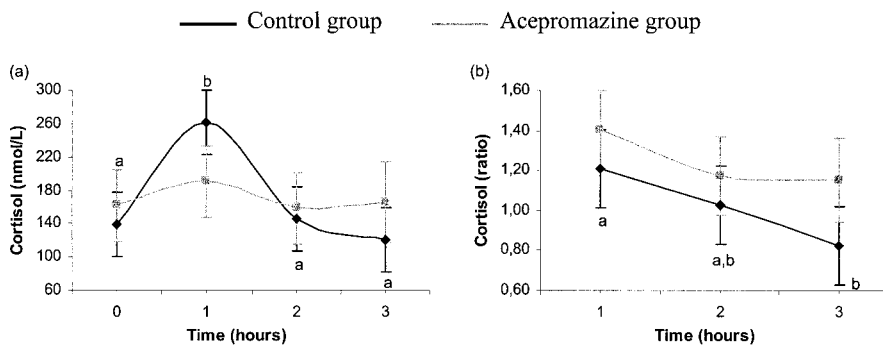 Control group
Acepromazine group
(a)
Cortisol (nmol/L)
300
260
220
180
140
100
60
a
b
a
a
0
1
2
3
Time (hours)
(b)
Cortisol (ratio)
1,60
1,40
1,20
1,00
0,80
0,60
a
a,b
b
1
2
3
Time (hours)